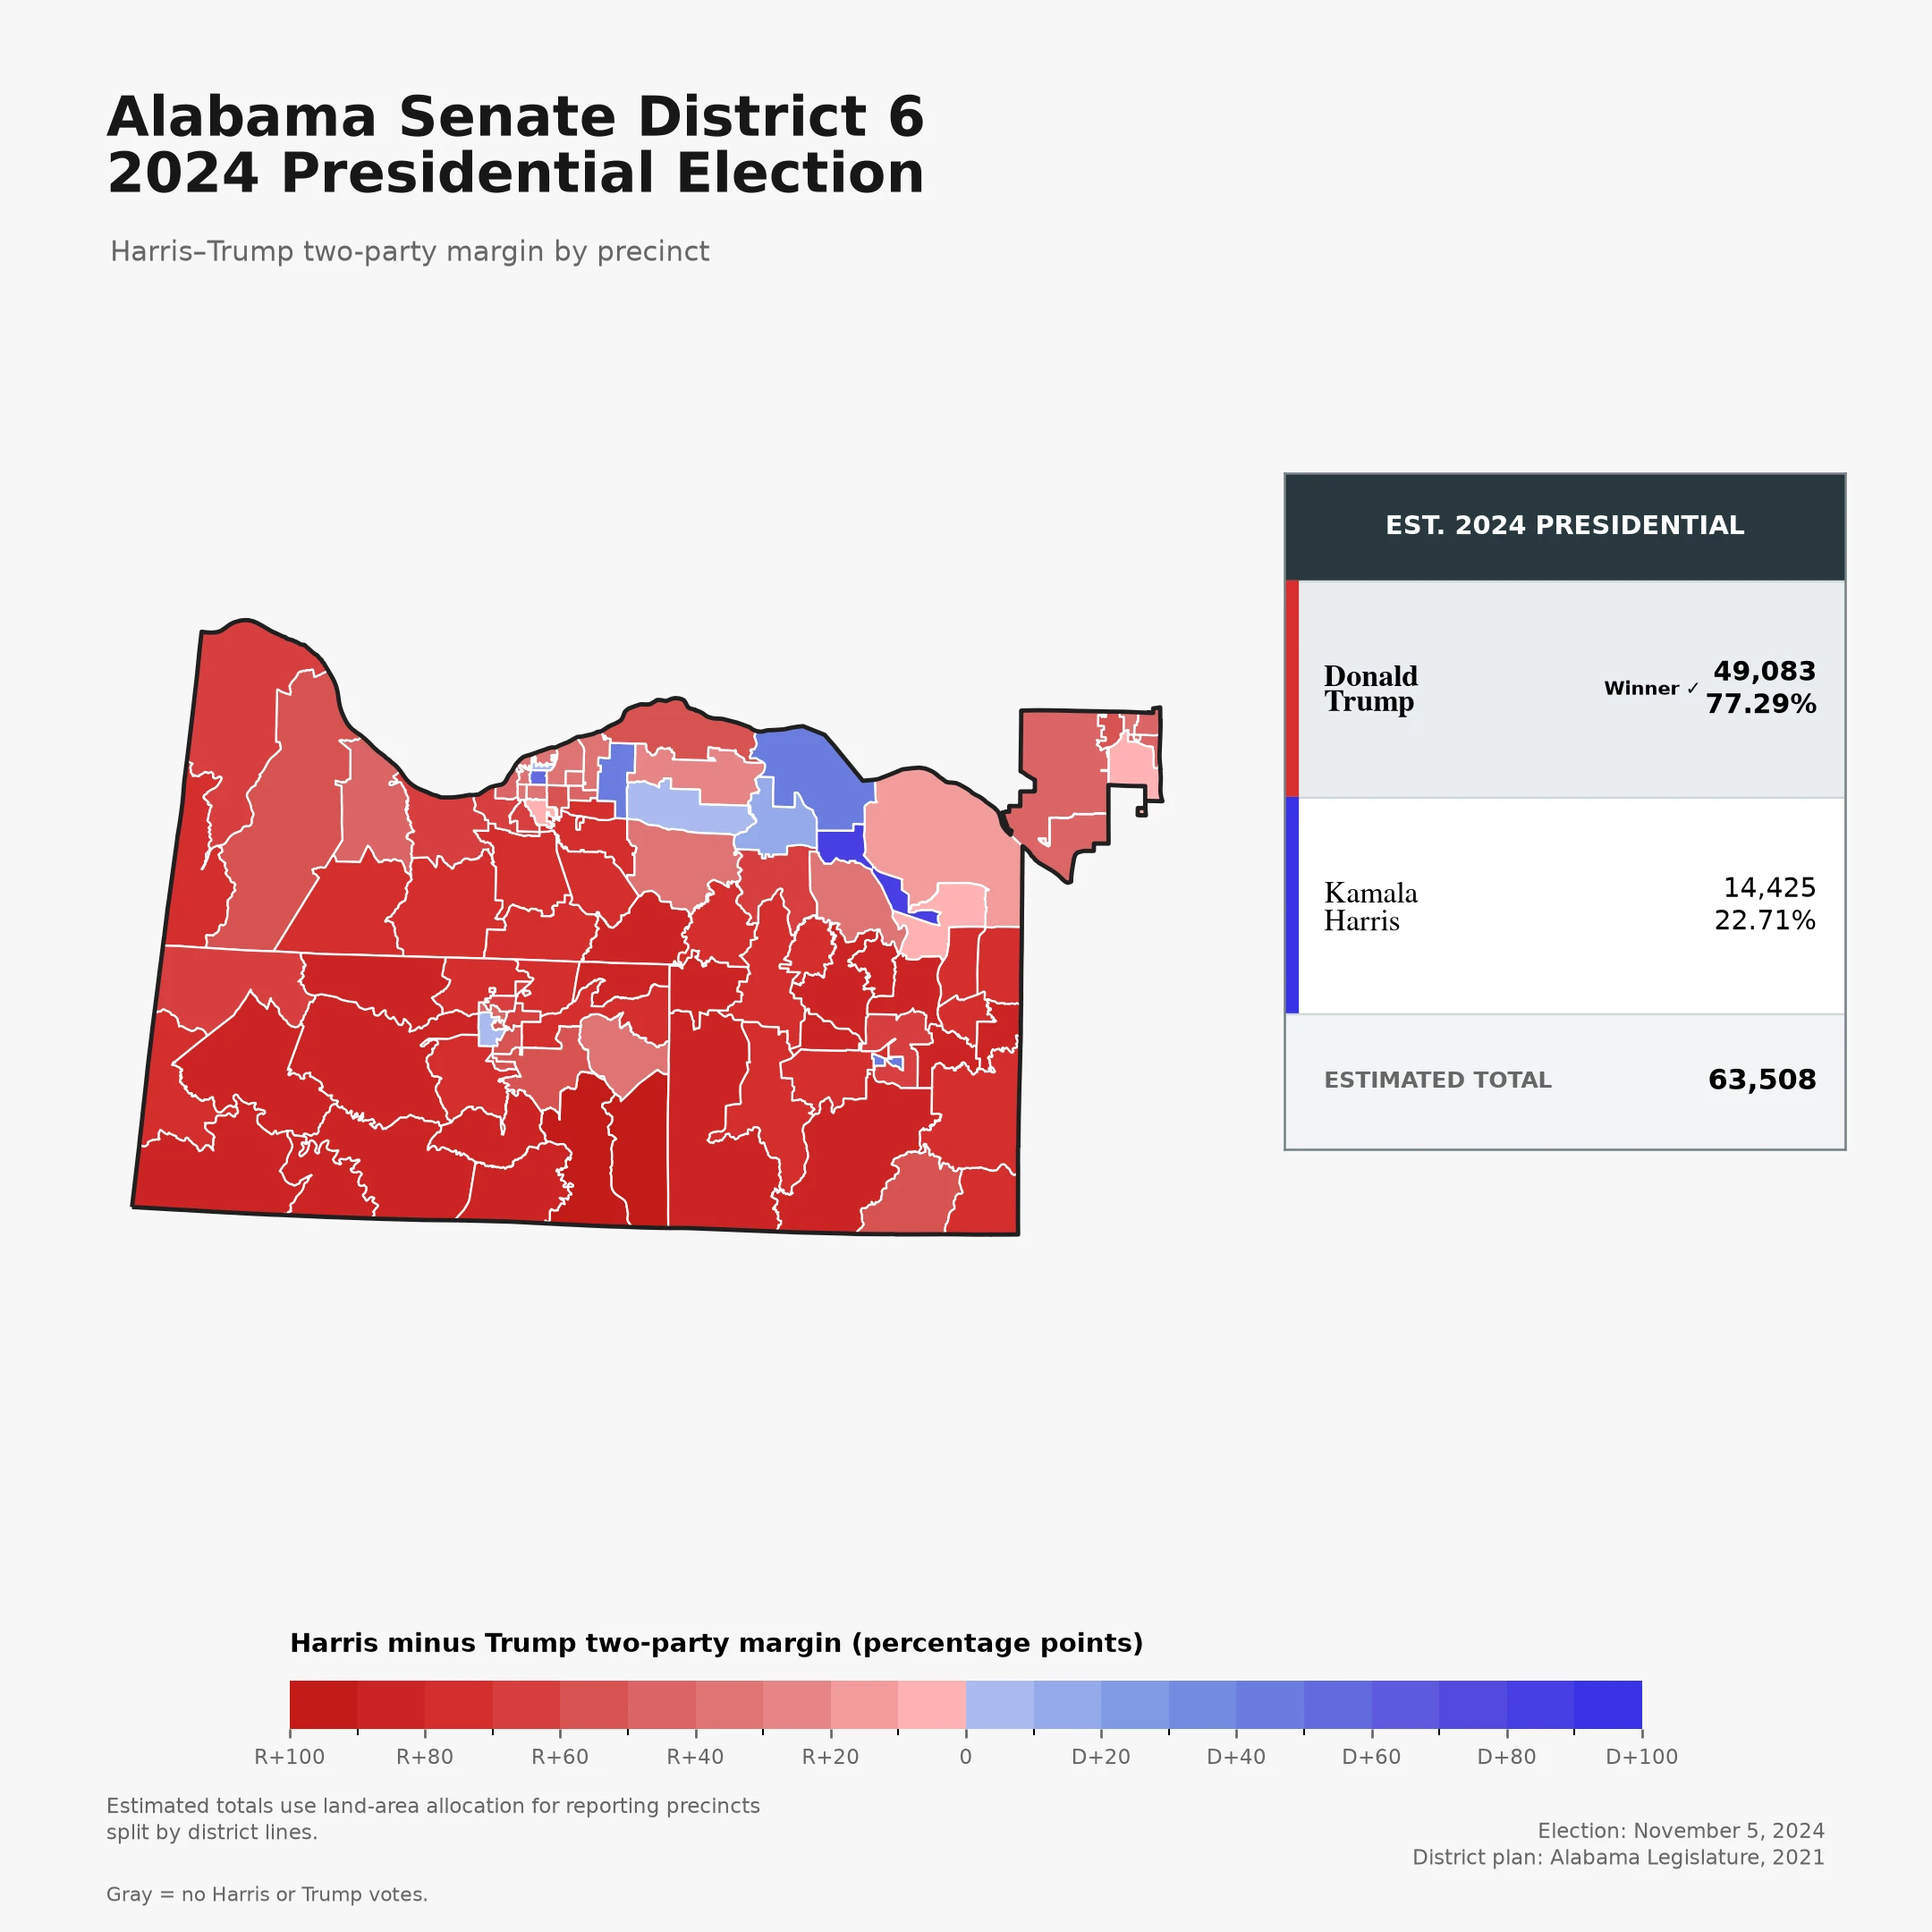 Alabama Senate District 6
2024 Presidential Election
Harris–Trump two-party margin by precinct
EST. 2024 PRESIDENTIAL
Donald
Trump
Winner ✓
49,083
77.29%
Kamala
Harris
14,425
22.71%
ESTIMATED TOTAL
63,508
Harris minus Trump two-party margin (percentage points)
R+100 R+80 R+60 R+40 R+20 0 D+20 D+40 D+60 D+80 D+100
Estimated totals use land-area allocation for reporting precincts
split by district lines.
Gray = no Harris or Trump votes.
Election: November 5, 2024
District plan: Alabama Legislature, 2021